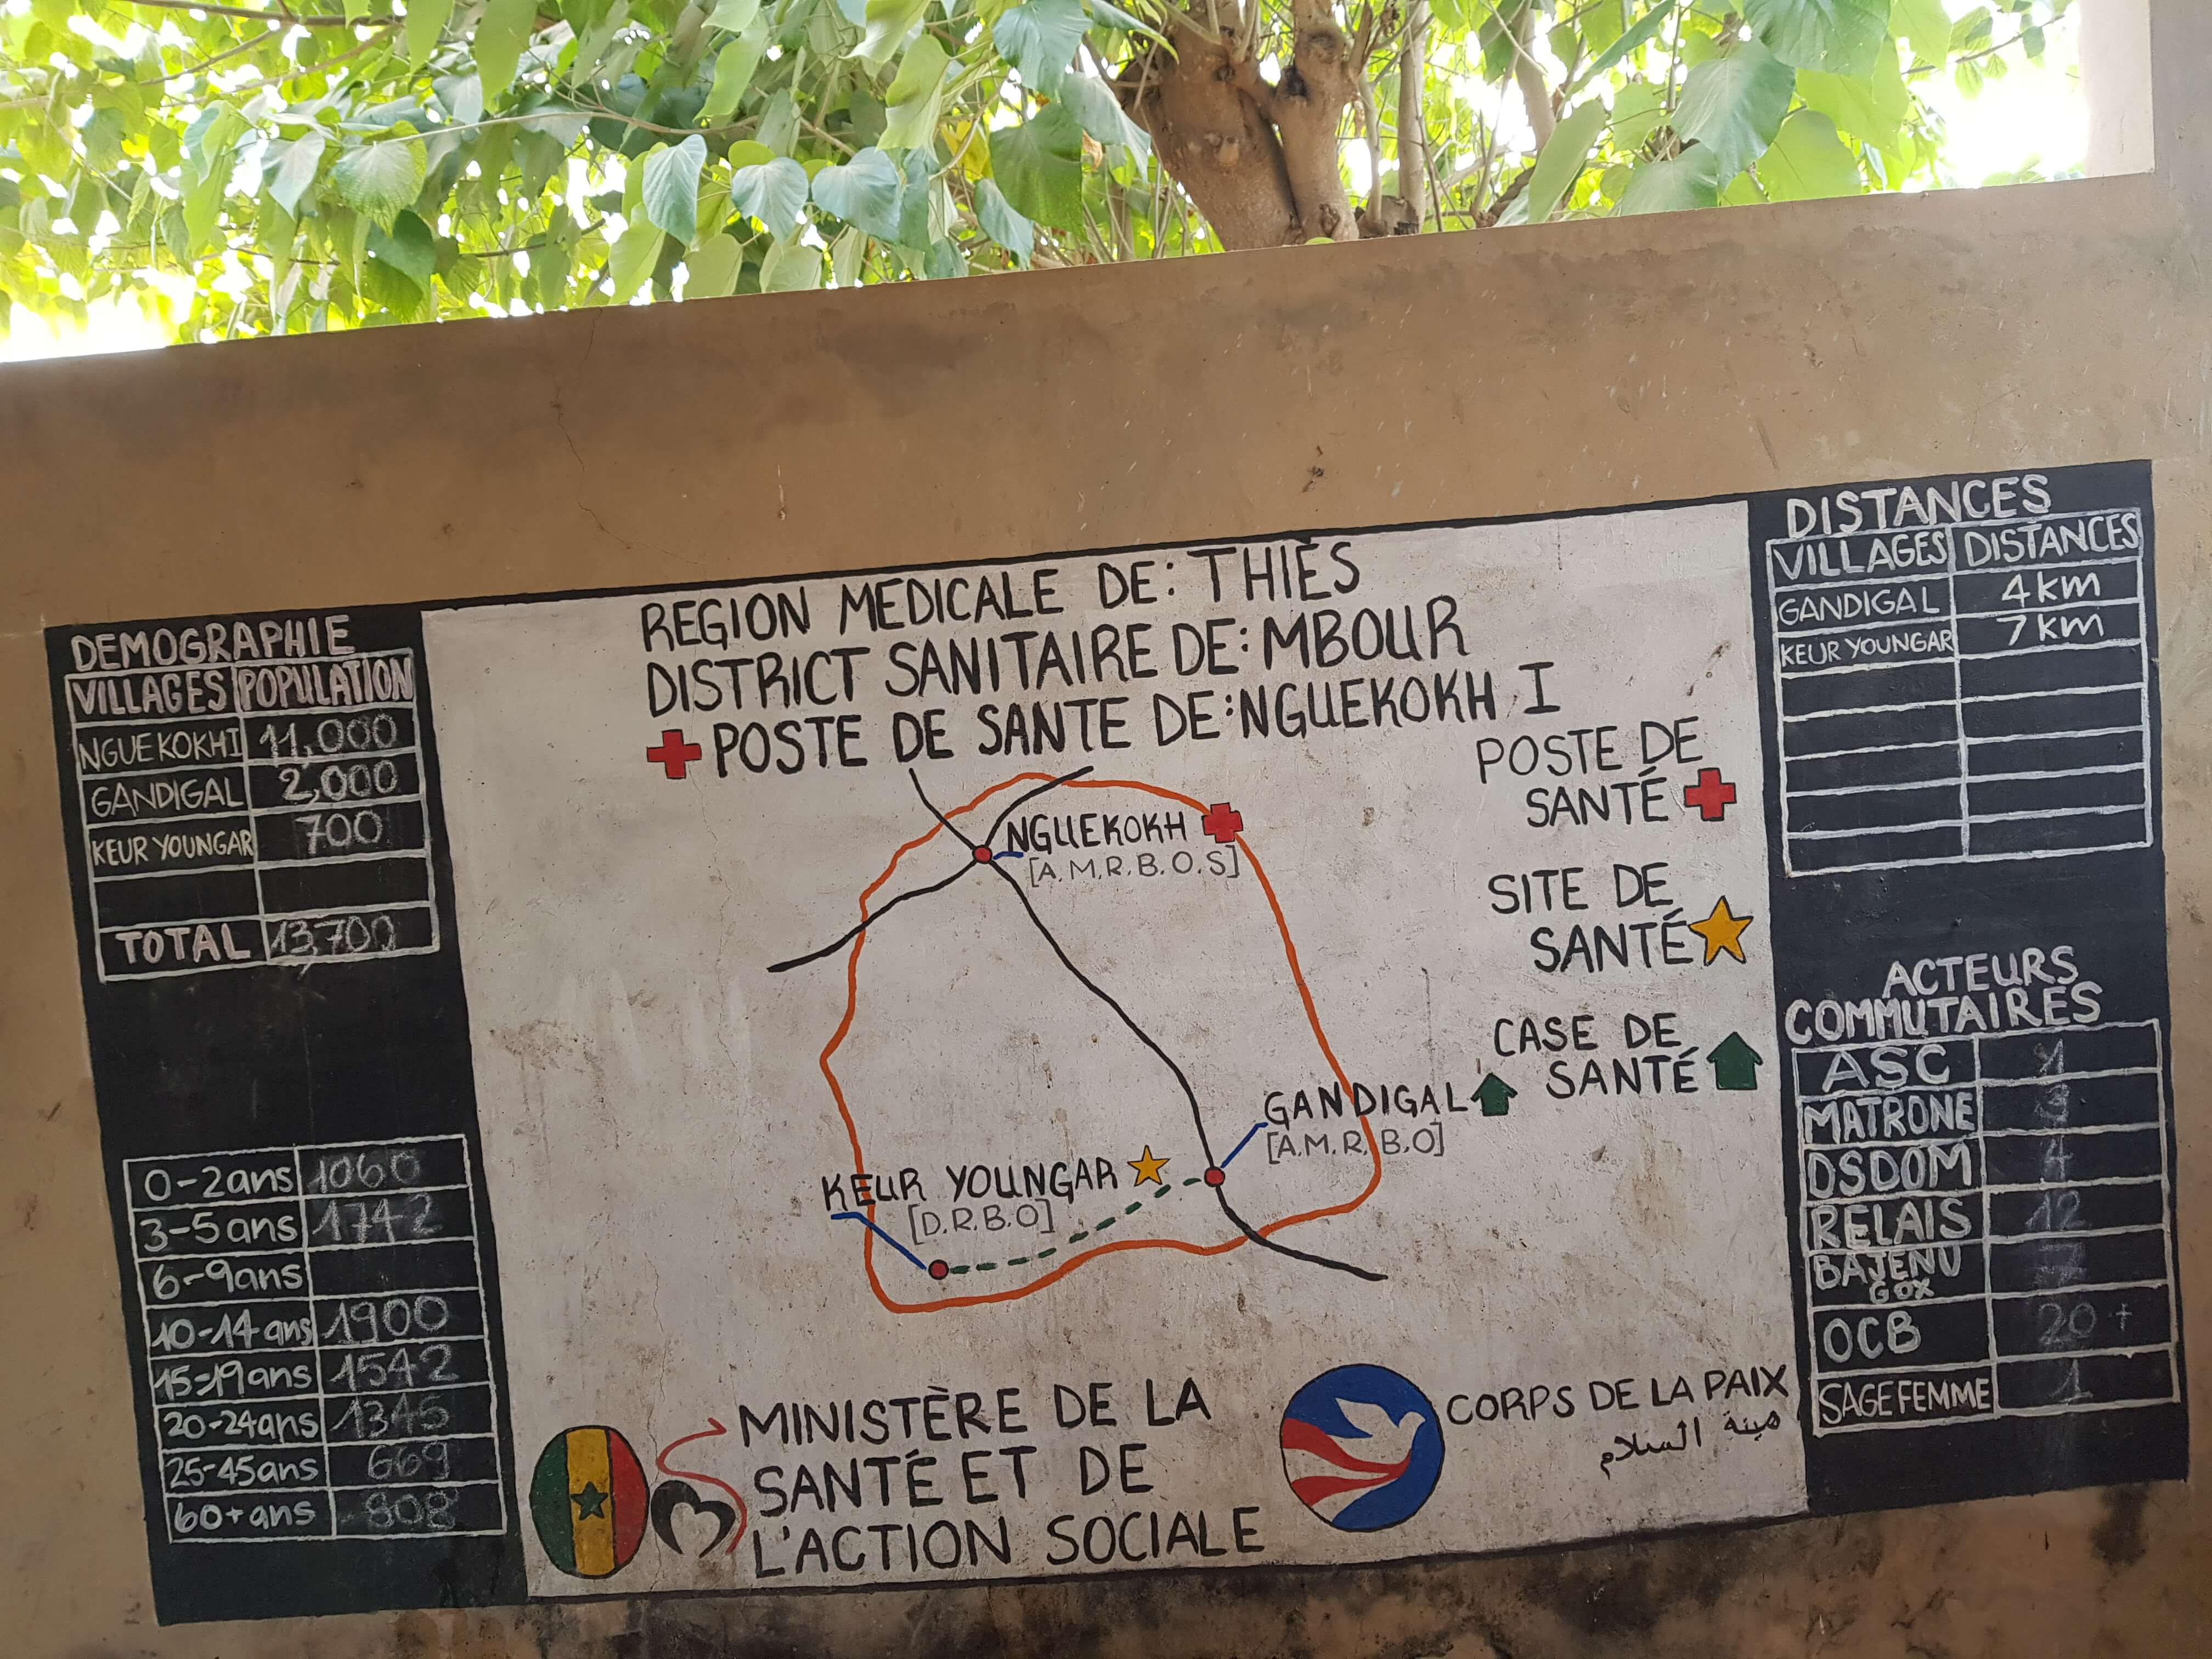 DEMOGRAPHIE
VILLAGES POPULATION
NGUEKOKHI 11,000
GANDIGAL 2,000
KEUR YOUNGAR 700
TOTAL 13,700
0-2ans 1060
3-5ans 1742
6-9ans
10-14 ans 1900
15-19ans 1542
20-24ans 1345
25-45ans 669
60+ans 808
REGION MEDICALE DE: THIÈS
DISTRICT SANITAIRE DE: MBOUR
POSTE DE SANTE DE: NGUEKOKH I
NGUEKOKH
[A.M.R.B.O.S]
GANDIGAL
[A.M.R.B.O]
KEUR YOUNGAR
[D.R.B.O]
POSTE DE
SANTÉ
SITE DE
SANTÉ
CASE DE
SANTÉ
MINISTÈRE DE LA
SANTÉ ET DE
L'ACTION SOCIALE
CORPS DE LA PAIX
هيئة السلام
DISTANCES
VILLAGES DISTANCES
GANDIGAL 4km
KEUR YOUNGAR 7km
ACTEURS
COMMUTAIRES
ASC 1
MATRONE 3
DSDOM 4
RELAIS 12
BAJENU
GOX 7
OCB 20+
SAGE FEMME 1